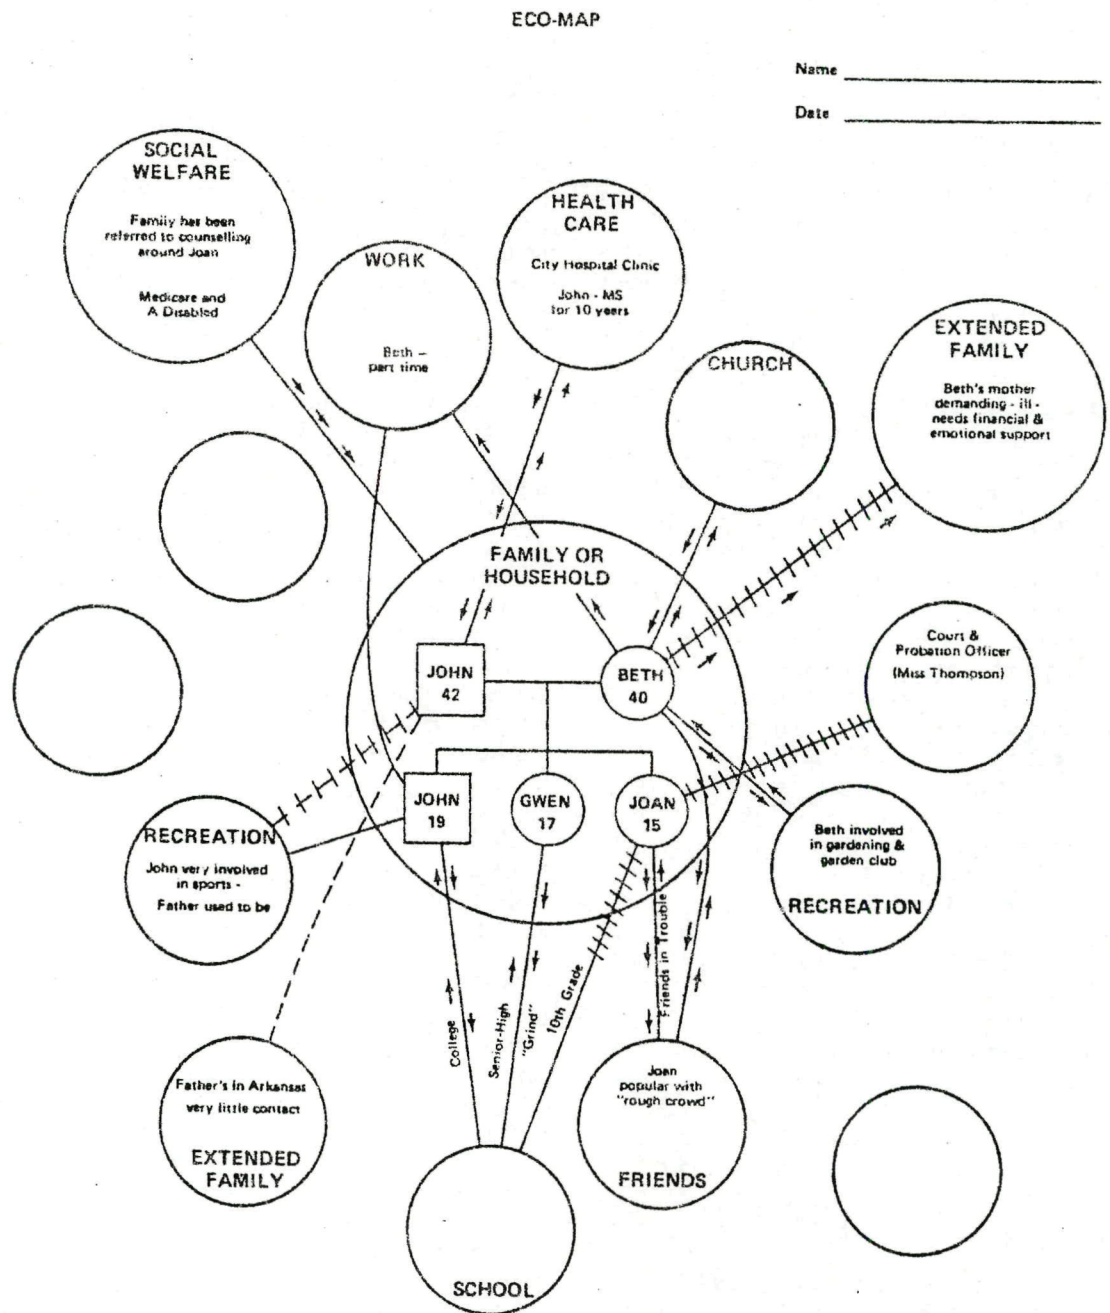 ECO-MAP
Name
Date
SOCIAL
WELFARE
Family has been
referred to counselling
around Joan
Medicare and
A Disabled
WORK
Beth –
part time
HEALTH
CARE
City Hospital Clinic
John - MS
for 10 years
CHURCH
EXTENDED
FAMILY
Beth's mother
demanding - ill -
needs financial &
emotional support
FAMILY OR
HOUSEHOLD
JOHN
42
BETH
40
JOHN
19
GWEN
17
JOAN
15
Court &
Probation Officer
(Miss Thompson)
RECREATION
John very involved
in sports -
Father used to be
Beth involved
in gardening &
garden club
RECREATION
College
Senior-High
"Grind"
10th Grade
Friends in Trouble
Father's in Arkansas
very little contact
EXTENDED
FAMILY
Joan
popular with
"rough crowd"
FRIENDS
SCHOOL